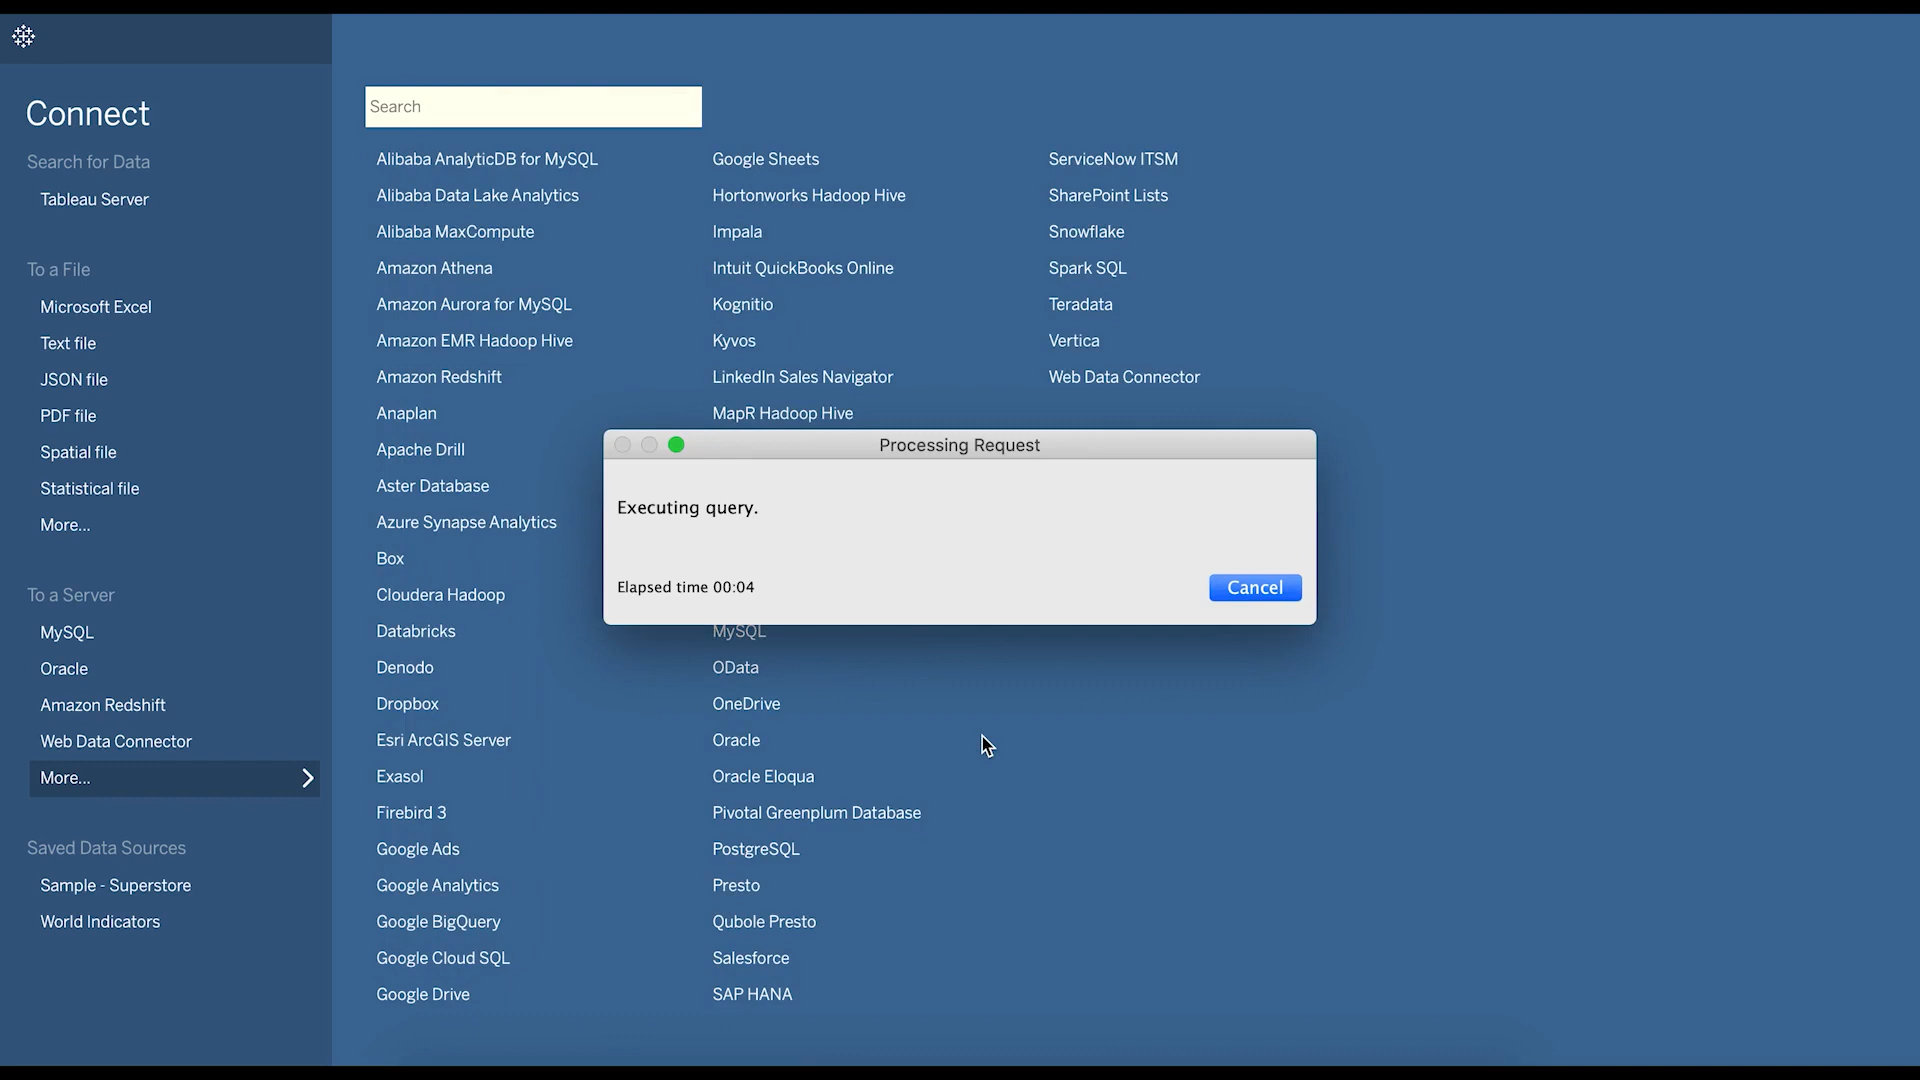 Connect
Search for Data
Tableau Server
To a File
Microsoft Excel
Text file
JSON file
PDF file
Spatial file
Statistical file
More...
To a Server
MySQL
Oracle
Amazon Redshift
Web Data Connector
More...
Saved Data Sources
Sample - Superstore
World Indicators
Search
Alibaba AnalyticDB for MySQL
Alibaba Data Lake Analytics
Alibaba MaxCompute
Amazon Athena
Amazon Aurora for MySQL
Amazon EMR Hadoop Hive
Amazon Redshift
Anaplan
Apache Drill
Aster Database
Azure Synapse Analytics
Box
Cloudera Hadoop
Databricks
Denodo
Dropbox
Esri ArcGIS Server
Exasol
Firebird 3
Google Ads
Google Analytics
Google BigQuery
Google Cloud SQL
Google Drive
Google Sheets
Hortonworks Hadoop Hive
Impala
Intuit QuickBooks Online
Kognitio
Kyvos
LinkedIn Sales Navigator
MapR Hadoop Hive
MySQL
OData
OneDrive
Oracle
Oracle Eloqua
Pivotal Greenplum Database
PostgreSQL
Presto
Qubole Presto
Salesforce
SAP HANA
ServiceNow ITSM
SharePoint Lists
Snowflake
Spark SQL
Teradata
Vertica
Web Data Connector
Processing Request
Executing query.
Elapsed time 00:04
Cancel